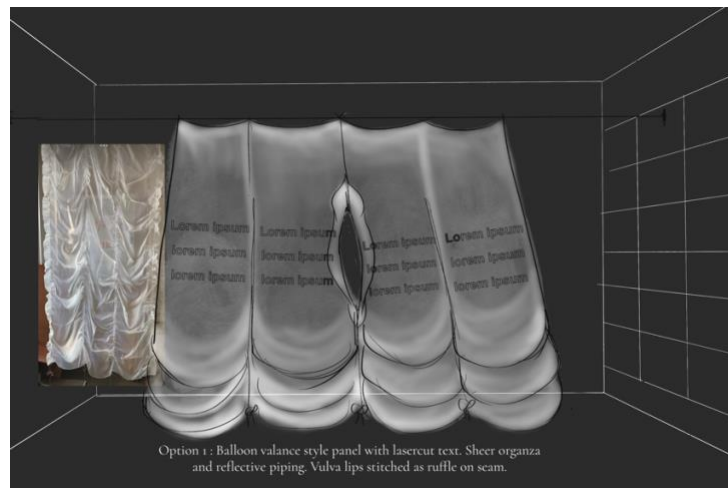 Lorem ipsum
lorem ipsum
lorem ipsum
Lorem ipsum
lorem ipsum
lorem ipsum
Lorem ipsum
lorem ipsum
lorem ipsum
Lorem ipsum
lorem ipsum
lorem ipsum
Option 1 : Balloon valance style panel with lasercut text. Sheer organza
and reflective piping. Vulva lips stitched as ruffle on seam.